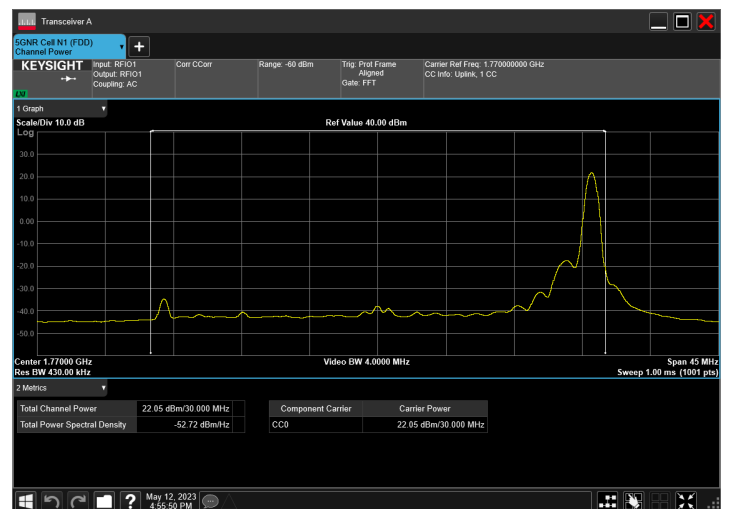 Transceiver A
5GNR Cell N1 (FDD)
Channel Power
KEYSIGHT
LXI
Input: RFIO1
Output: RFIO1
Coupling: AC
Corr CCorr
Range: -60 dBm
Trig: Prot Frame
Aligned
Gate: FFT
Carrier Ref Freq: 1.770000000 GHz
CC Info: Uplink, 1 CC
1 Graph
Scale/Div 10.0 dB
Ref Value 40.00 dBm
Log
30.0
20.0
10.0
0.00
-10.0
-20.0
-30.0
-40.0
-50.0
Center 1.77000 GHz
Video BW 4.0000 MHz
Span 45 MHz
Res BW 430.00 kHz
Sweep 1.00 ms (1001 pts)
2 Metrics
Total Channel Power 22.05 dBm/30.000 MHz
Total Power Spectral Density -52.72 dBm/Hz
Component Carrier Carrier Power
CC0 22.05 dBm/30.000 MHz
May 12, 2023
4:55:50 PM